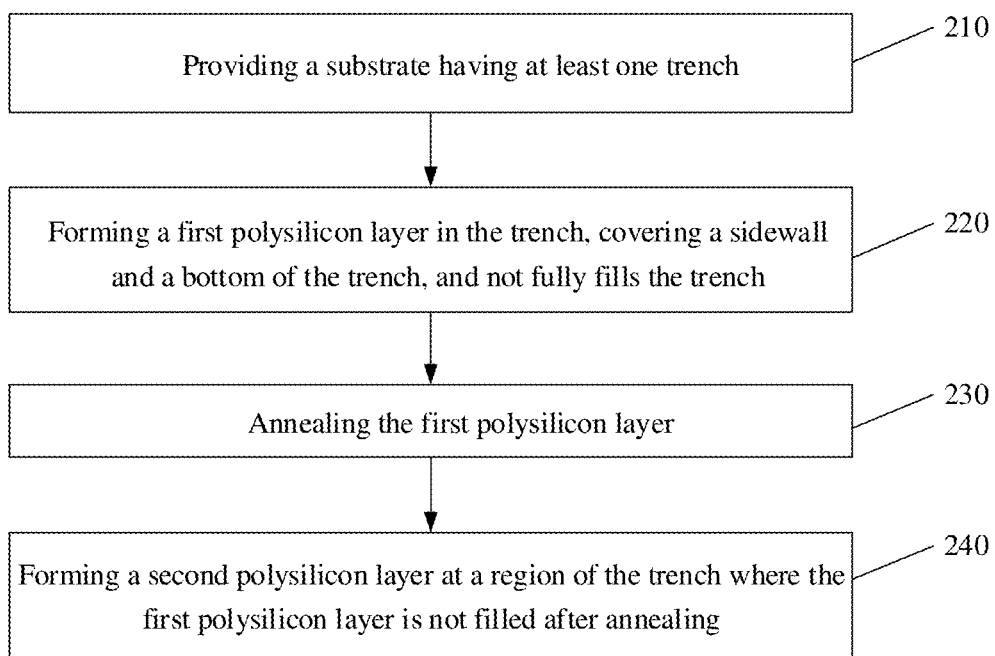 210
Providing a substrate having at least one trench
220
Forming a first polysilicon layer in the trench, covering a sidewall
and a bottom of the trench, and not fully fills the trench
230
Annealing the first polysilicon layer
240
Forming a second polysilicon layer at a region of the trench where the
first polysilicon layer is not filled after annealing